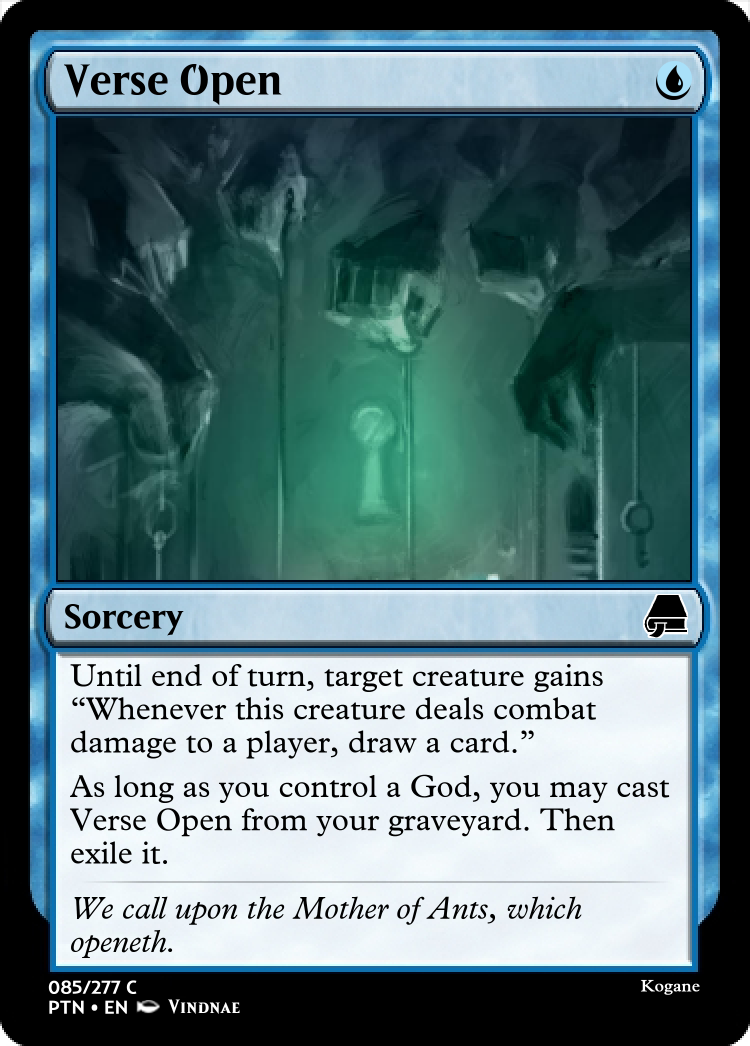 Verse Open
Sorcery
Until end of turn, target creature gains
“Whenever this creature deals combat
damage to a player, draw a card.”
As long as you control a God, you may cast
Verse Open from your graveyard. Then
exile it.
We call upon the Mother of Ants, which
openeth.
085/277 C
Kogane
PTN • EN Vindnae